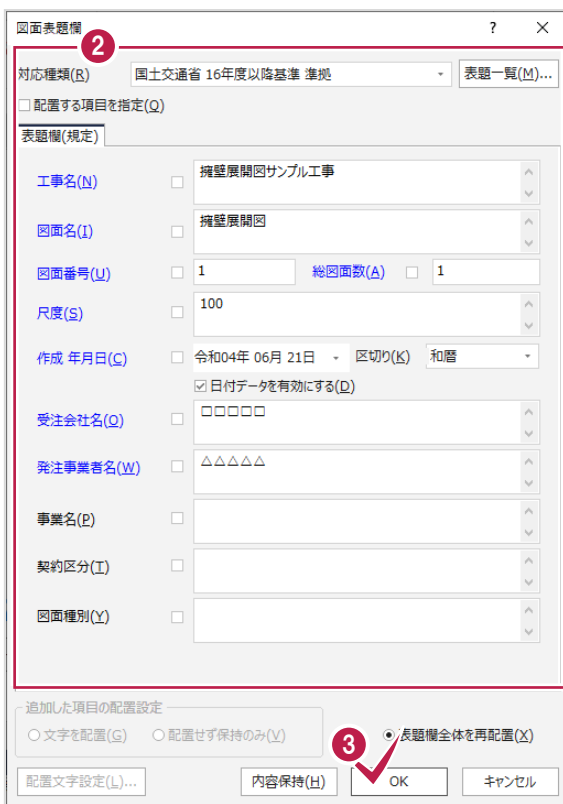 図面表題欄 ? ×
2
対応種類(R) 国土交通省 16年度以降基準 準拠 表題一覧(M)...
配置する項目を指定(Q)
表題欄(規定)
工事名(N) 擁壁展開図サンプル工事
図面名(I) 擁壁展開図
図面番号(U) 1 総図面数(A) 1
尺度(S) 100
作成 年月日(C) 令和04年 06月 21日 区切り(K) 和暦
日付データを有効にする(D)
受注会社名(O) □□□□□
発注事業者名(W) △△△△△
事業名(P)
契約区分(T)
図面種別(Y)
追加した項目の配置設定
文字を配置(G) 配置せず保持のみ(V) 3 表題欄全体を再配置(X)
配置文字設定(L)... 内容保持(H) OK キャンセル